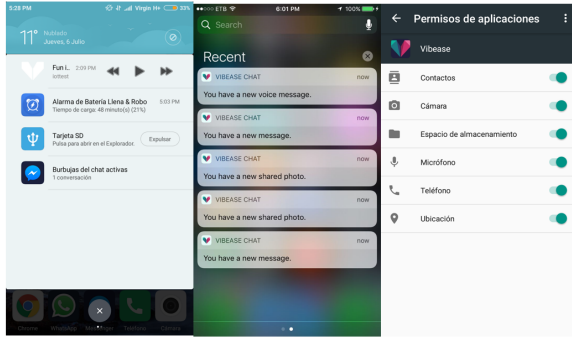 5:28 PM
Virgin H+ 33%
11°
Nublado
Jueves, 6 Julio
Fun i.. 2:09 PM
Alarma de Batería Llena & Robo 5:03 PM
Tiempo de carga: 48 minuto(s) (21%)
Tarjeta SD
Pulsa para abrir en el Explorador.
Expulsar
Burbujas del chat activas
1 conversación
Chrome WhatsApp Messenger Teléfono Cámara
ETB 6:01 PM 100%
Search
Recent
VIBEASE CHAT now
You have a new voice message.
VIBEASE CHAT now
You have a new message.
VIBEASE CHAT now
You have a new shared photo.
VIBEASE CHAT now
You have a new shared photo.
VIBEASE CHAT now
You have a new message.
Permisos de aplicaciones
Vibease
Contactos
Cámara
Espacio de almacenamiento
Micrófono
Teléfono
Ubicación